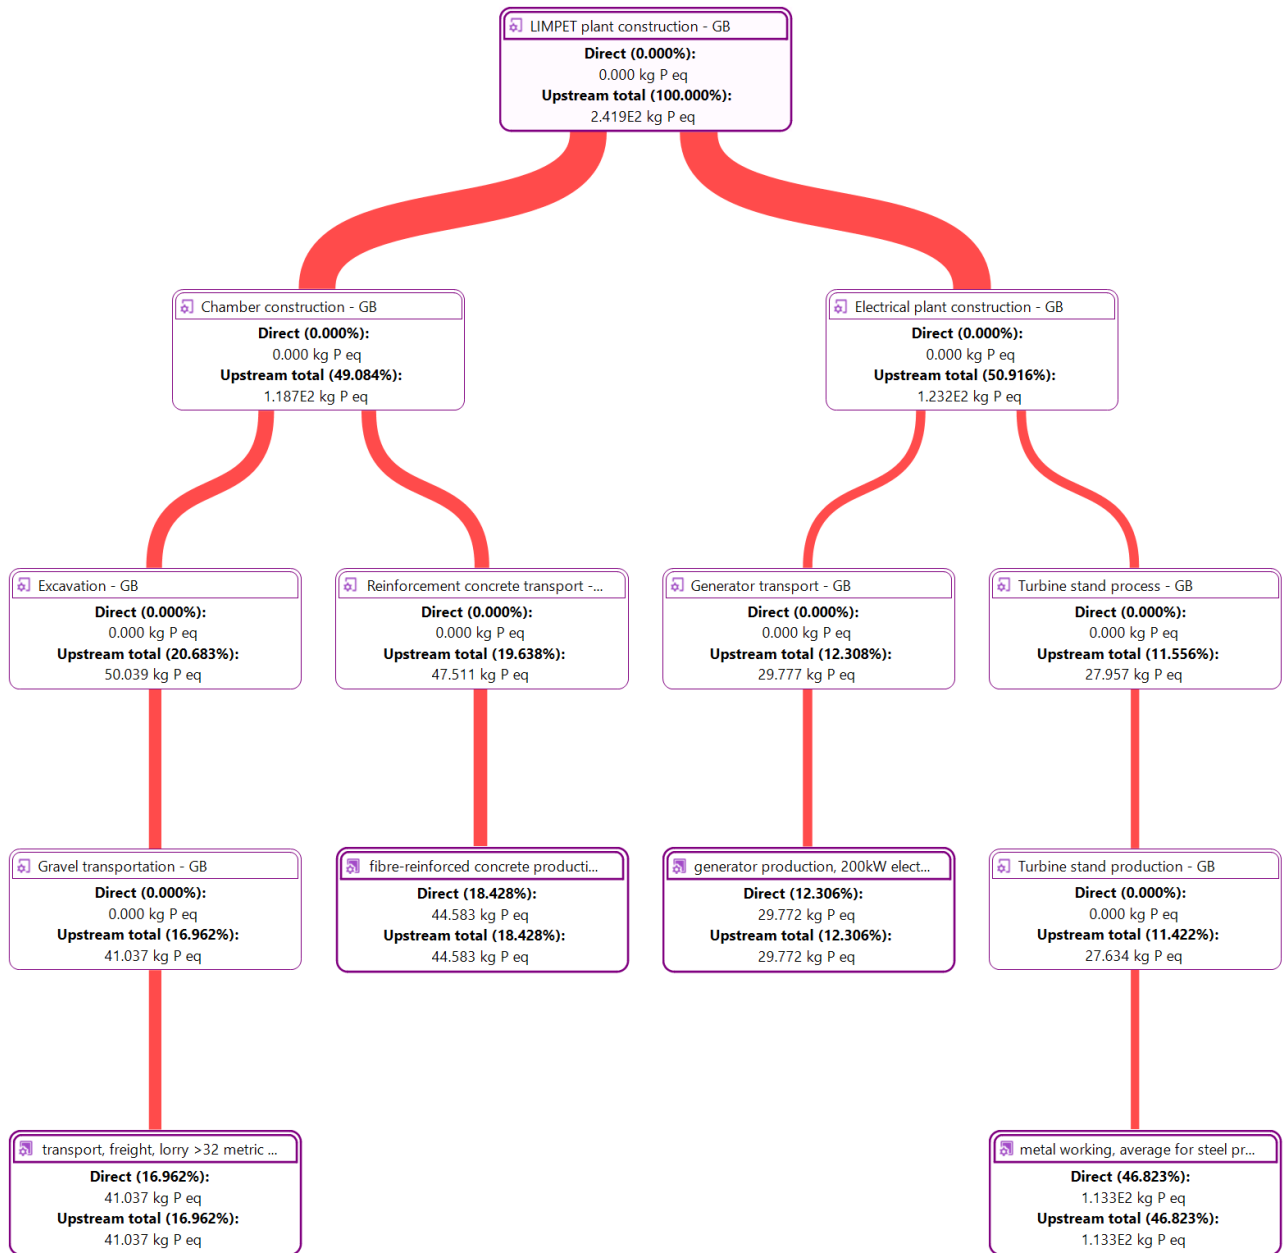 LIMPET plant construction - GB
Direct (0.000%):
0.000 kg P eq
Upstream total (100.000%):
2.419E2 kg P eq
Chamber construction - GB
Direct (0.000%):
0.000 kg P eq
Upstream total (49.084%):
1.187E2 kg P eq
Electrical plant construction - GB
Direct (0.000%):
0.000 kg P eq
Upstream total (50.916%):
1.232E2 kg P eq
Excavation - GB
Direct (0.000%):
0.000 kg P eq
Upstream total (20.683%):
50.039 kg P eq
Reinforcement concrete transport -...
Direct (0.000%):
0.000 kg P eq
Upstream total (19.638%):
47.511 kg P eq
Generator transport - GB
Direct (0.000%):
0.000 kg P eq
Upstream total (12.308%):
29.777 kg P eq
Turbine stand process - GB
Direct (0.000%):
0.000 kg P eq
Upstream total (11.556%):
27.957 kg P eq
Gravel transportation - GB
Direct (0.000%):
0.000 kg P eq
Upstream total (16.962%):
41.037 kg P eq
fibre-reinforced concrete producti...
Direct (18.428%):
44.583 kg P eq
Upstream total (18.428%):
44.583 kg P eq
generator production, 200kW elect...
Direct (12.306%):
29.772 kg P eq
Upstream total (12.306%):
29.772 kg P eq
Turbine stand production - GB
Direct (0.000%):
0.000 kg P eq
Upstream total (11.422%):
27.634 kg P eq
transport, freight, lorry >32 metric ...
Direct (16.962%):
41.037 kg P eq
Upstream total (16.962%):
41.037 kg P eq
metal working, average for steel pr...
Direct (46.823%):
1.133E2 kg P eq
Upstream total (46.823%):
1.133E2 kg P eq